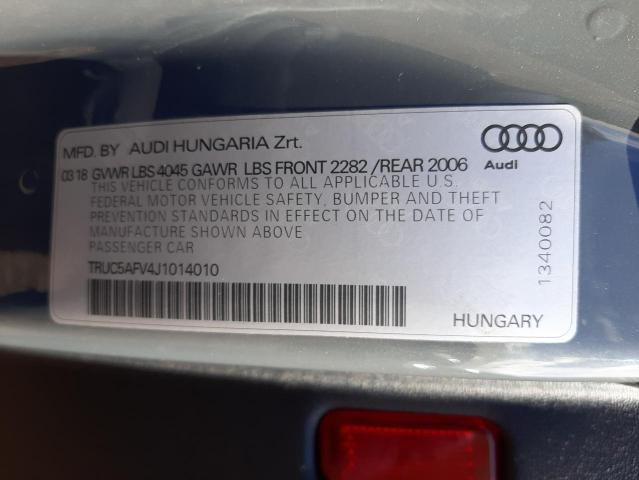 MFD. BY AUDI HUNGARIA Zrt.
03 18 GVWR LBS 4045 GAWR LBS FRONT 2282 /REAR 2006
Audi
THIS VEHICLE CONFORMS TO ALL APPLICABLE U.S.
FEDERAL MOTOR VEHICLE SAFETY, BUMPER AND THEFT
PREVENTION STANDARDS IN EFFECT ON THE DATE OF
MANUFACTURE SHOWN ABOVE
PASSENGER CAR
TRUC5AFV4J1014010
1340082
HUNGARY